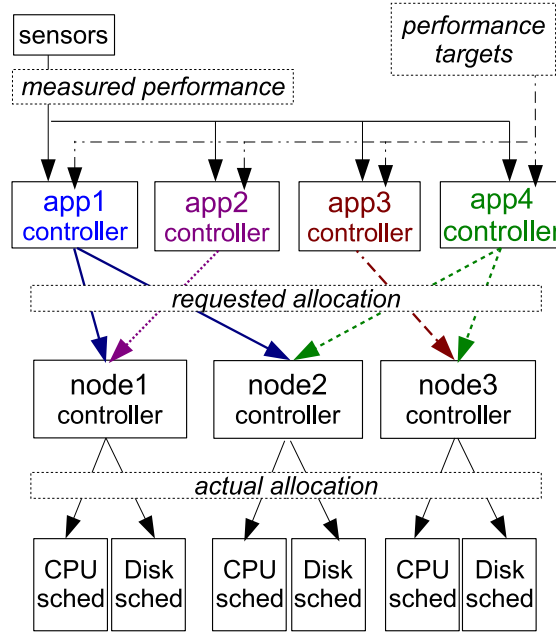 sensors
performance
targets
measured performance
app1
controller
app2
controller
app3
controller
app4
controller
requested allocation
node1
controller
node2
controller
node3
controller
actual allocation
CPU
sched
Disk
sched
CPU
sched
Disk
sched
CPU
sched
Disk
sched